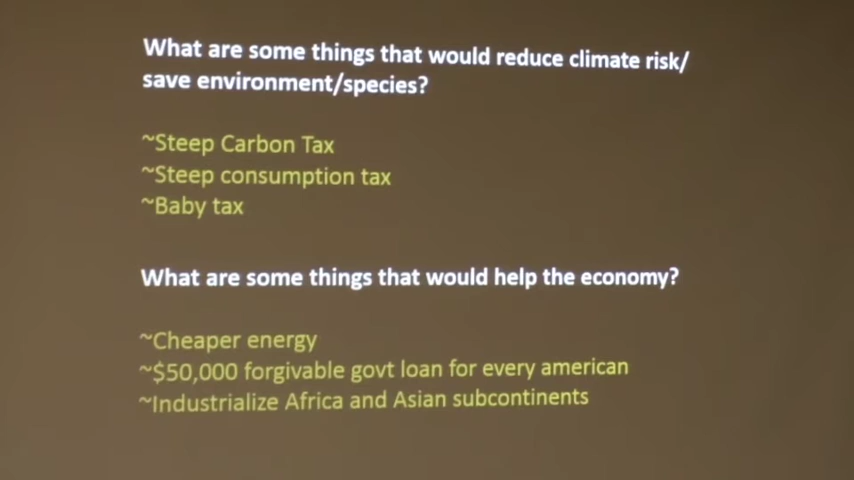 What are some things that would reduce climate risk/
save environment/species?
~Steep Carbon Tax
~Steep consumption tax
~Baby tax
What are some things that would help the economy?
~Cheaper energy
~$50,000 forgivable govt loan for every american
~Industrialize Africa and Asian subcontinents